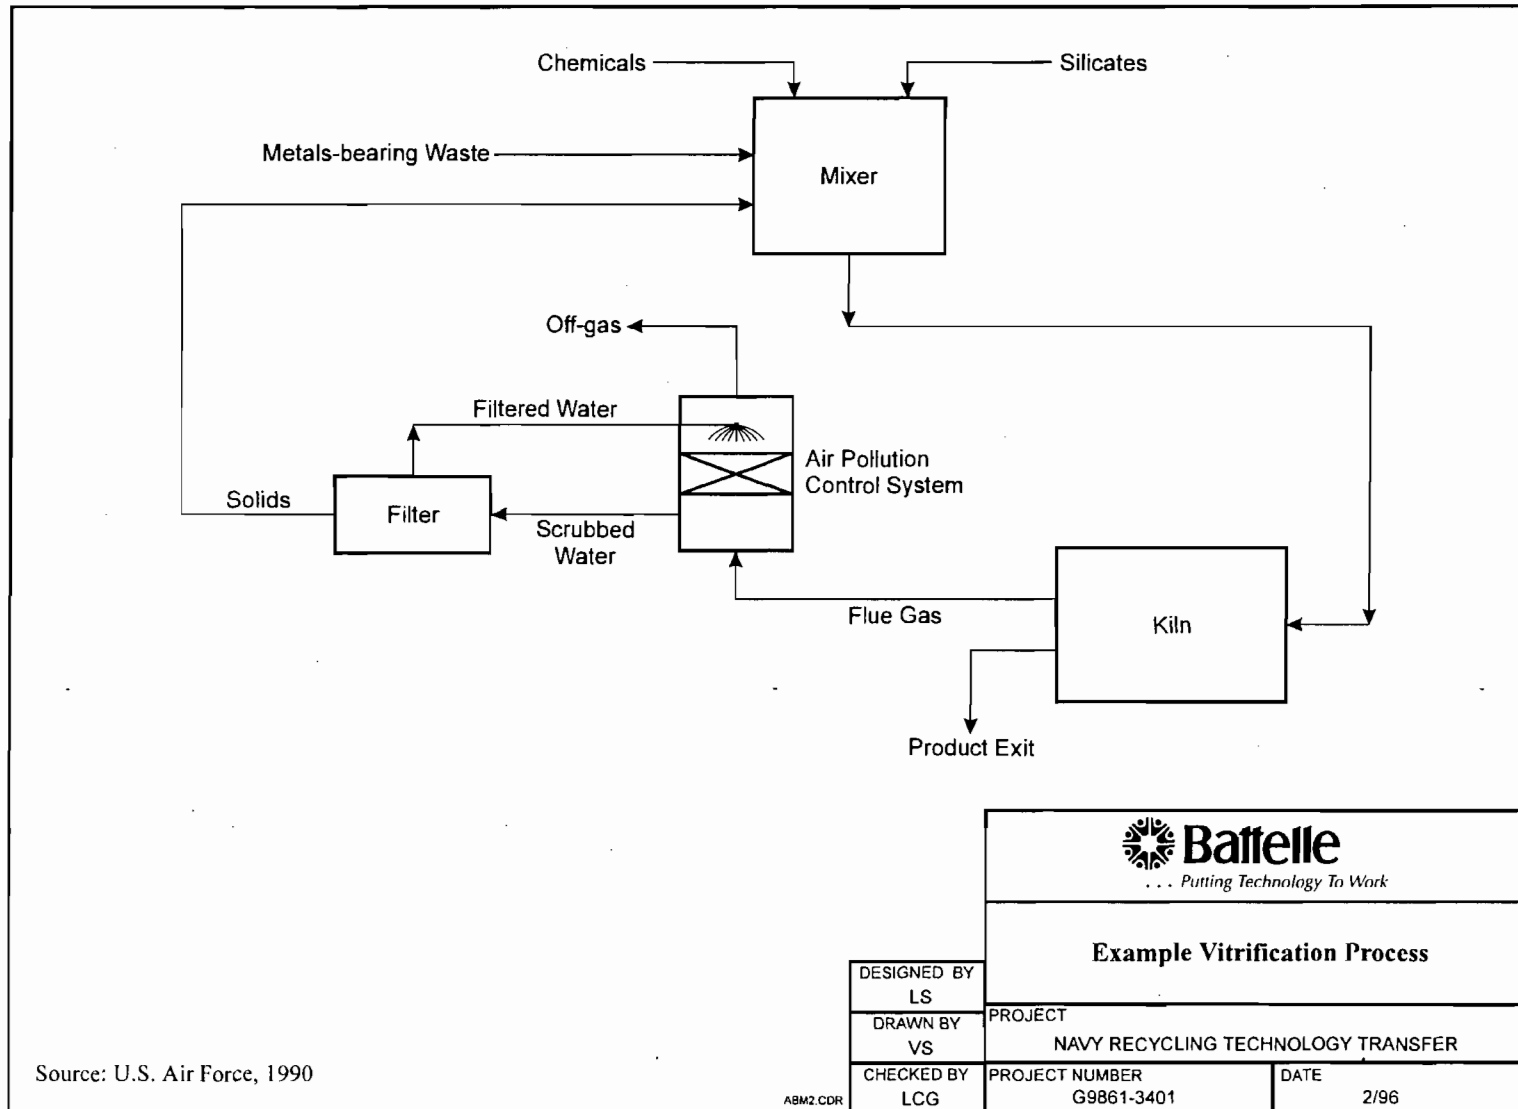 Chemicals
Silicates
Metals-bearing Waste
Mixer
Off-gas
Filtered Water
Air Pollution
Control System
Solids
Filter
Scrubbed
Water
Flue Gas
Kiln
Product Exit
Battelle
. . . Putting Technology To Work
Example Vitrification Process
DESIGNED BY
LS
DRAWN BY
VS
PROJECT
NAVY RECYCLING TECHNOLOGY TRANSFER
CHECKED BY
LCG
PROJECT NUMBER
G9861-3401
DATE
2/96
Source: U.S. Air Force, 1990
ABM2.CDR